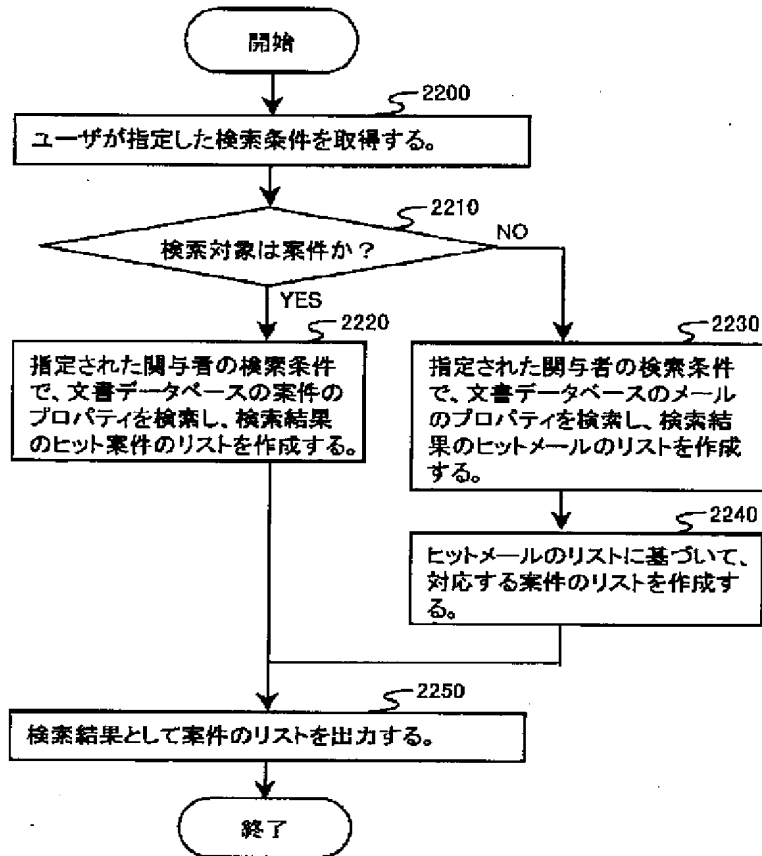 開始
2200
ユーザが指定した検索条件を取得する。
2210
検索対象は案件か？
NO
YES
2220
指定された関与者の検索条件
で、文書データベースの案件の
プロパティを検索し、検索結果
のヒット案件のリストを作成する。
2230
指定された関与者の検索条件
で、文書データベースのメール
のプロパティを検索し、検索結
果のヒットメールのリストを作成
する。
2240
ヒットメールのリストに基づいて、
対応する案件のリストを作成す
る。
2250
検索結果として案件のリストを出力する。
終了